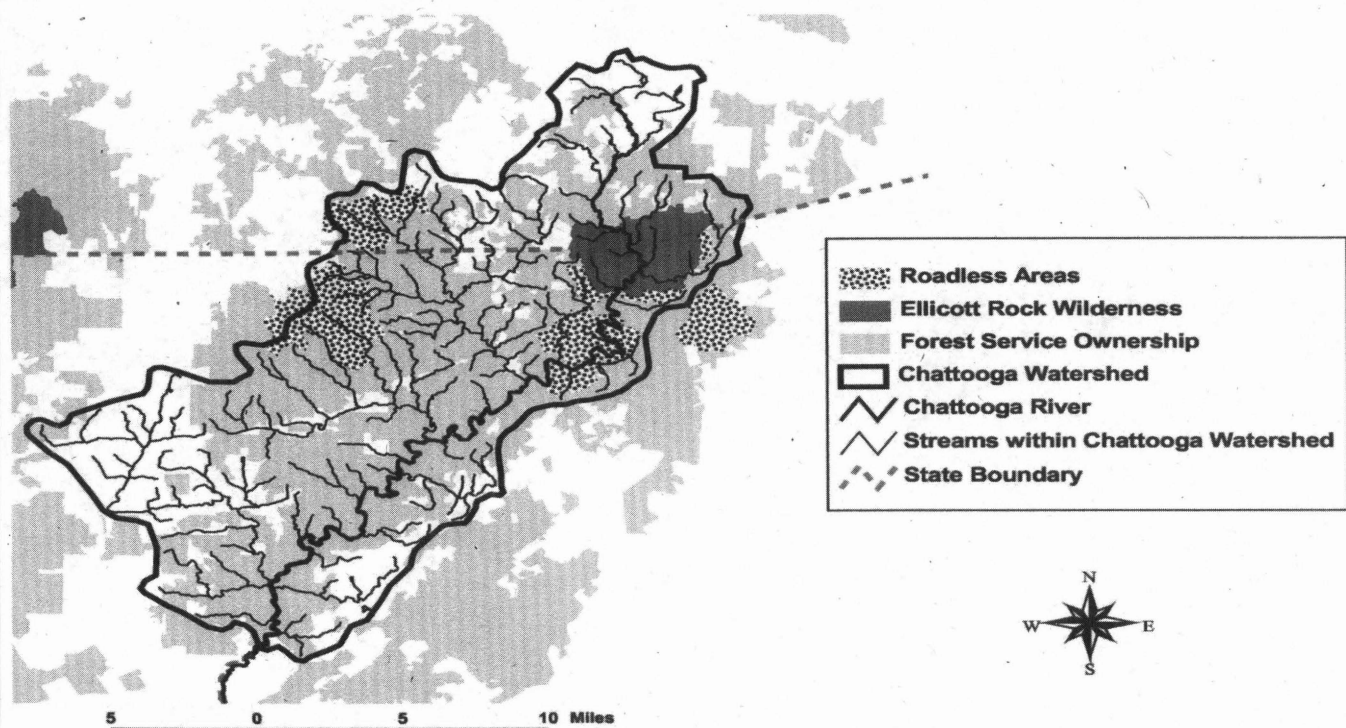 Roadless Areas
Ellicott Rock Wilderness
Forest Service Ownership
Chattooga Watershed
Chattooga River
Streams within Chattooga Watershed
State Boundary
N
W E
S
5 0 5 10 Miles